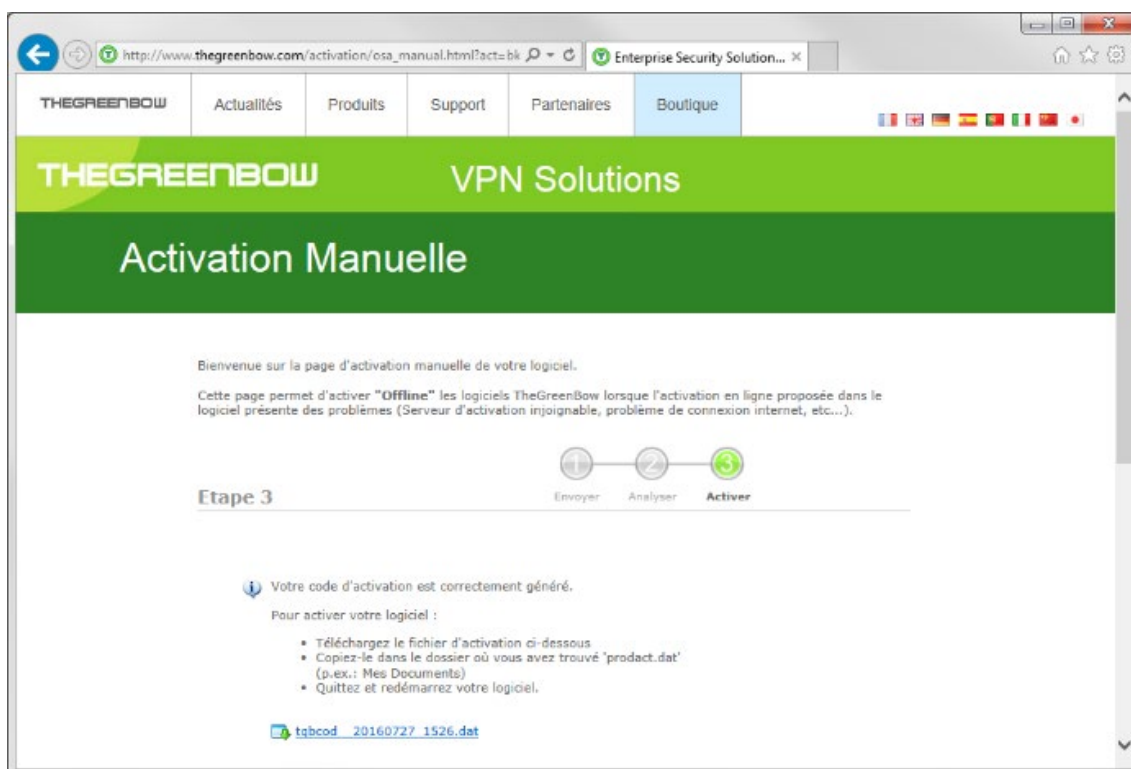 http://www.thegreenbow.com/activation/osa_manual.html?act=bk
Enterprise Security Solution...
THEGREENBOW
Actualités
Produits
Support
Partenaires
Boutique
THEGREENBOW
VPN Solutions
Activation Manuelle
Bienvenue sur la page d'activation manuelle de votre logiciel.
Cette page permet d'activer "Offline" les logiciels TheGreenBow lorsque l'activation en ligne proposée dans le
logiciel présente des problèmes (Serveur d'activation injoignable, problème de connexion internet, etc...).
1
2
3
Etape 3
Envoyer
Analyser
Activer
Votre code d'activation est correctement généré.
Pour activer votre logiciel :
• Téléchargez le fichier d'activation ci-dessous
• Copiez-le dans le dossier où vous avez trouvé 'prodact.dat'
(p.ex.: Mes Documents)
• Quittez et redémarrez votre logiciel.
tgbcod__20160727_1526.dat